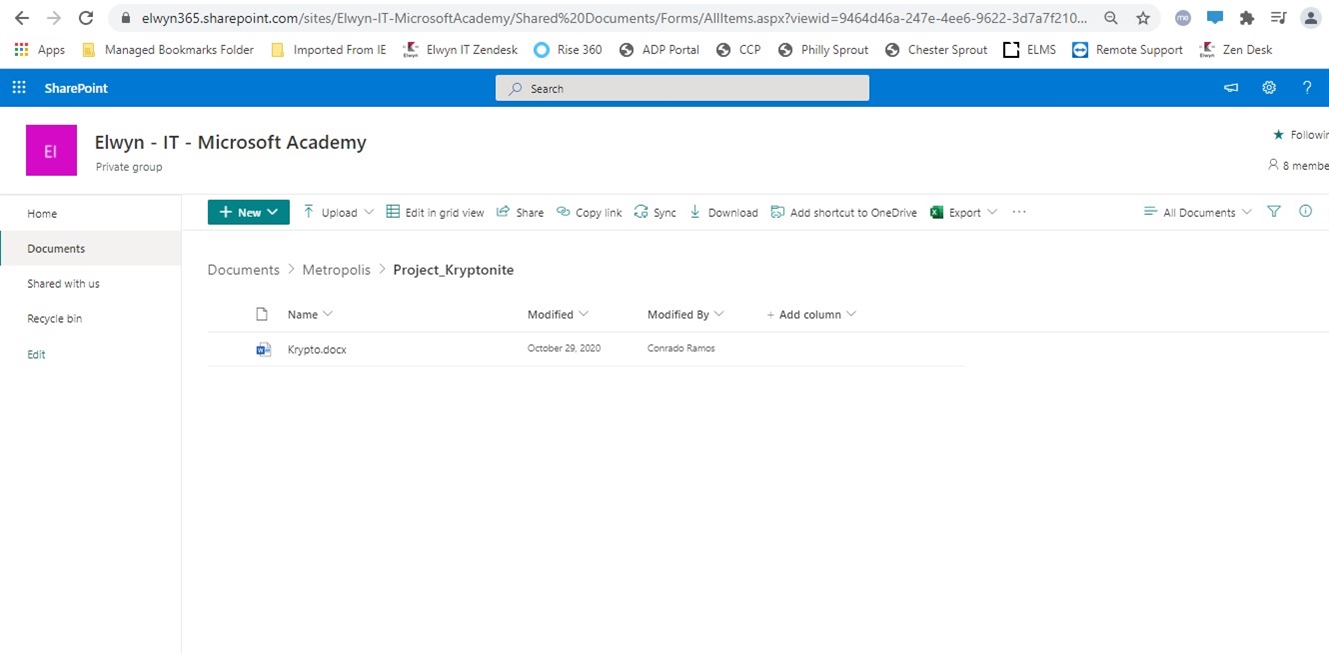 elwyn365.sharepoint.com/sites/Elwyn-IT-MicrosoftAcademy/Shared%20Documents/Forms/AllItems.aspx?viewid=9464d46a-247e-4ee6-9622-3d7a7f210...
Apps Managed Bookmarks Folder Imported From IE Elwyn IT Zendesk Rise 360 ADP Portal CCP Philly Sprout Chester Sprout ELMS Remote Support Zen Desk
SharePoint Search ?
EI Elwyn - IT - Microsoft Academy Followin
Private group 8 membe
+ New Upload Edit in grid view Share Copy link Sync Download Add shortcut to OneDrive Export ... All Documents
Home
Documents
Shared with us
Recycle bin
Edit
Documents > Metropolis > Project_Kryptonite
Name Modified Modified By + Add column
Krypto.docx October 29, 2020 Conrado Ramos